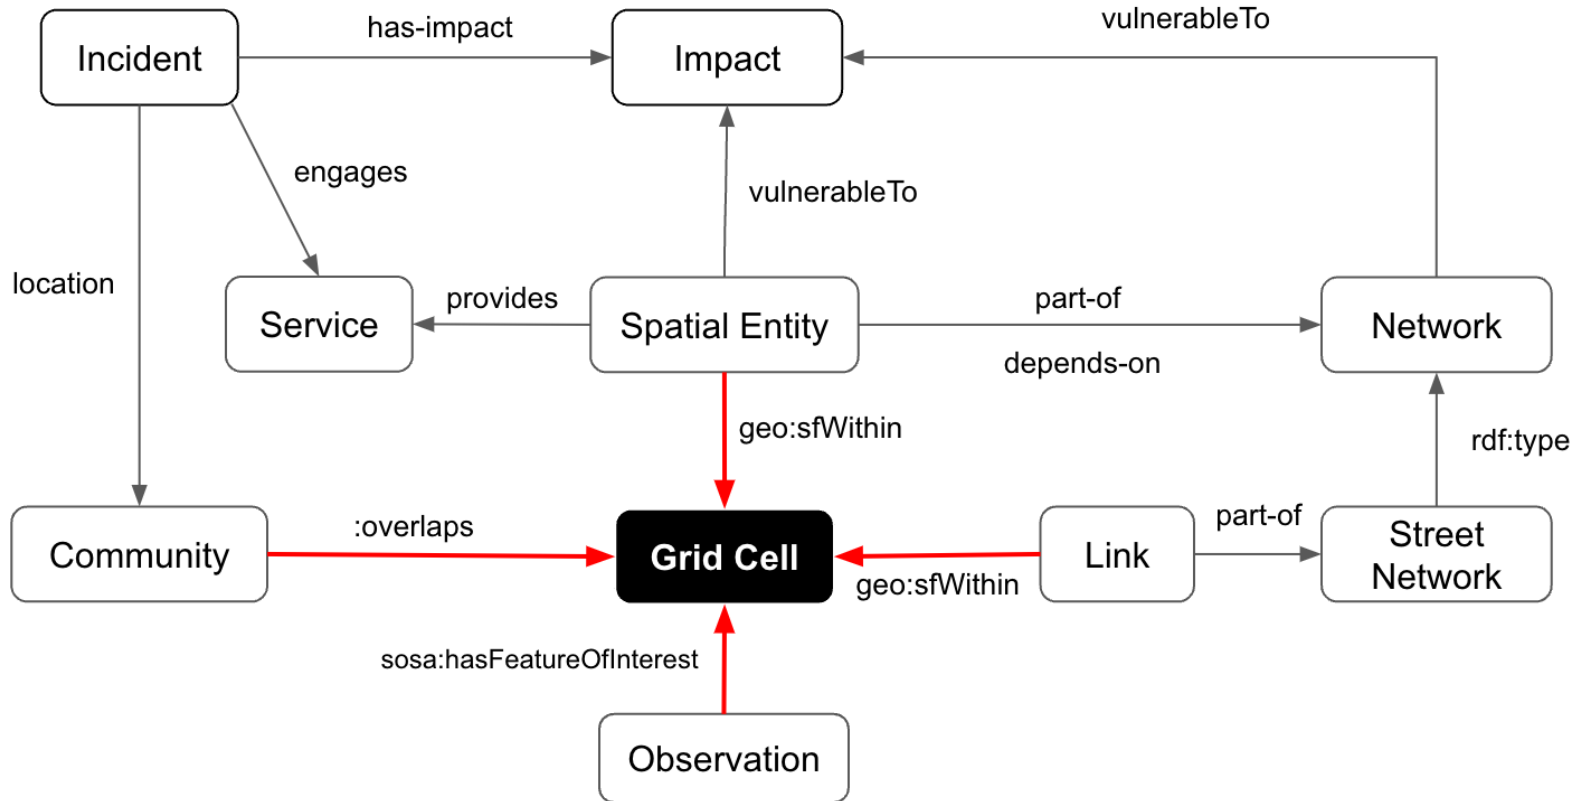 Incident
has-impact
Impact
vulnerableTo
engages
vulnerableTo
location
Service
provides
Spatial Entity
part-of
depends-on
Network
geo:sfWithin
rdf:type
Community
:overlaps
Grid Cell
geo:sfWithin
Link
part-of
Street
Network
sosa:hasFeatureOfInterest
Observation